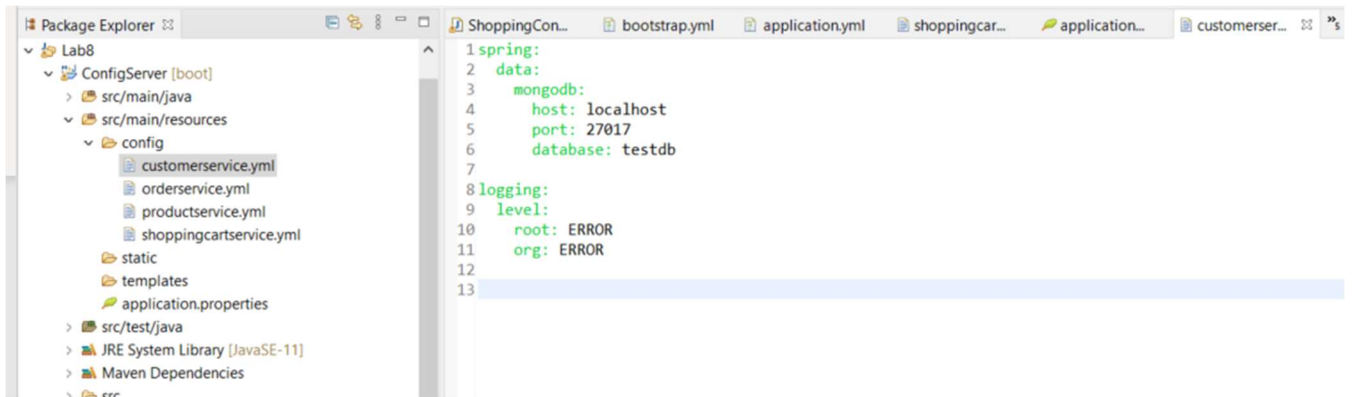 Package Explorer
Lab8
ConfigServer [boot]
src/main/java
src/main/resources
config
customerservice.yml
orderservice.yml
productservice.yml
shoppingcartservice.yml
static
templates
application.properties
src/test/java
JRE System Library [JavaSE-11]
Maven Dependencies
src
ShoppingCon... bootstrap.yml application.yml shoppingcar... application... customerser... »5
1 spring:
2   data:
3     mongodb:
4       host: localhost
5       port: 27017
6       database: testdb
7
8 logging:
9   level:
10     root: ERROR
11     org: ERROR
12
13